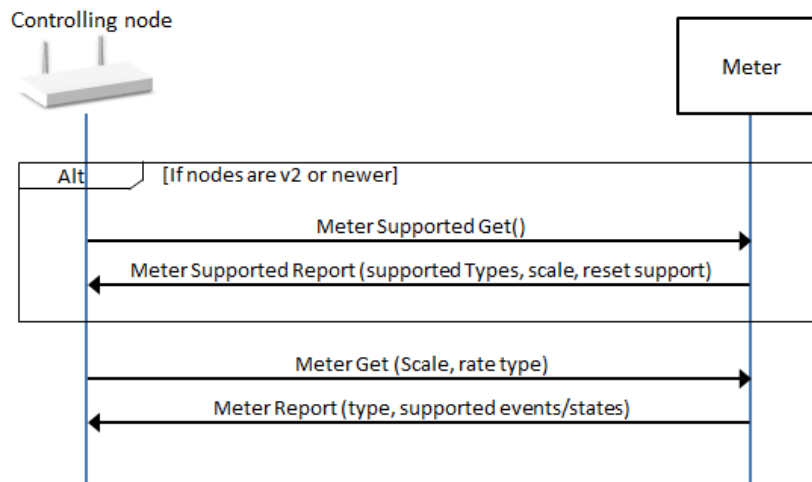 Controlling node
Meter
Alt
[If nodes are v2 or newer]
Meter Supported Get()
Meter Supported Report (supported Types, scale, reset support)
Meter Get (Scale, rate type)
Meter Report (type, supported events/states)